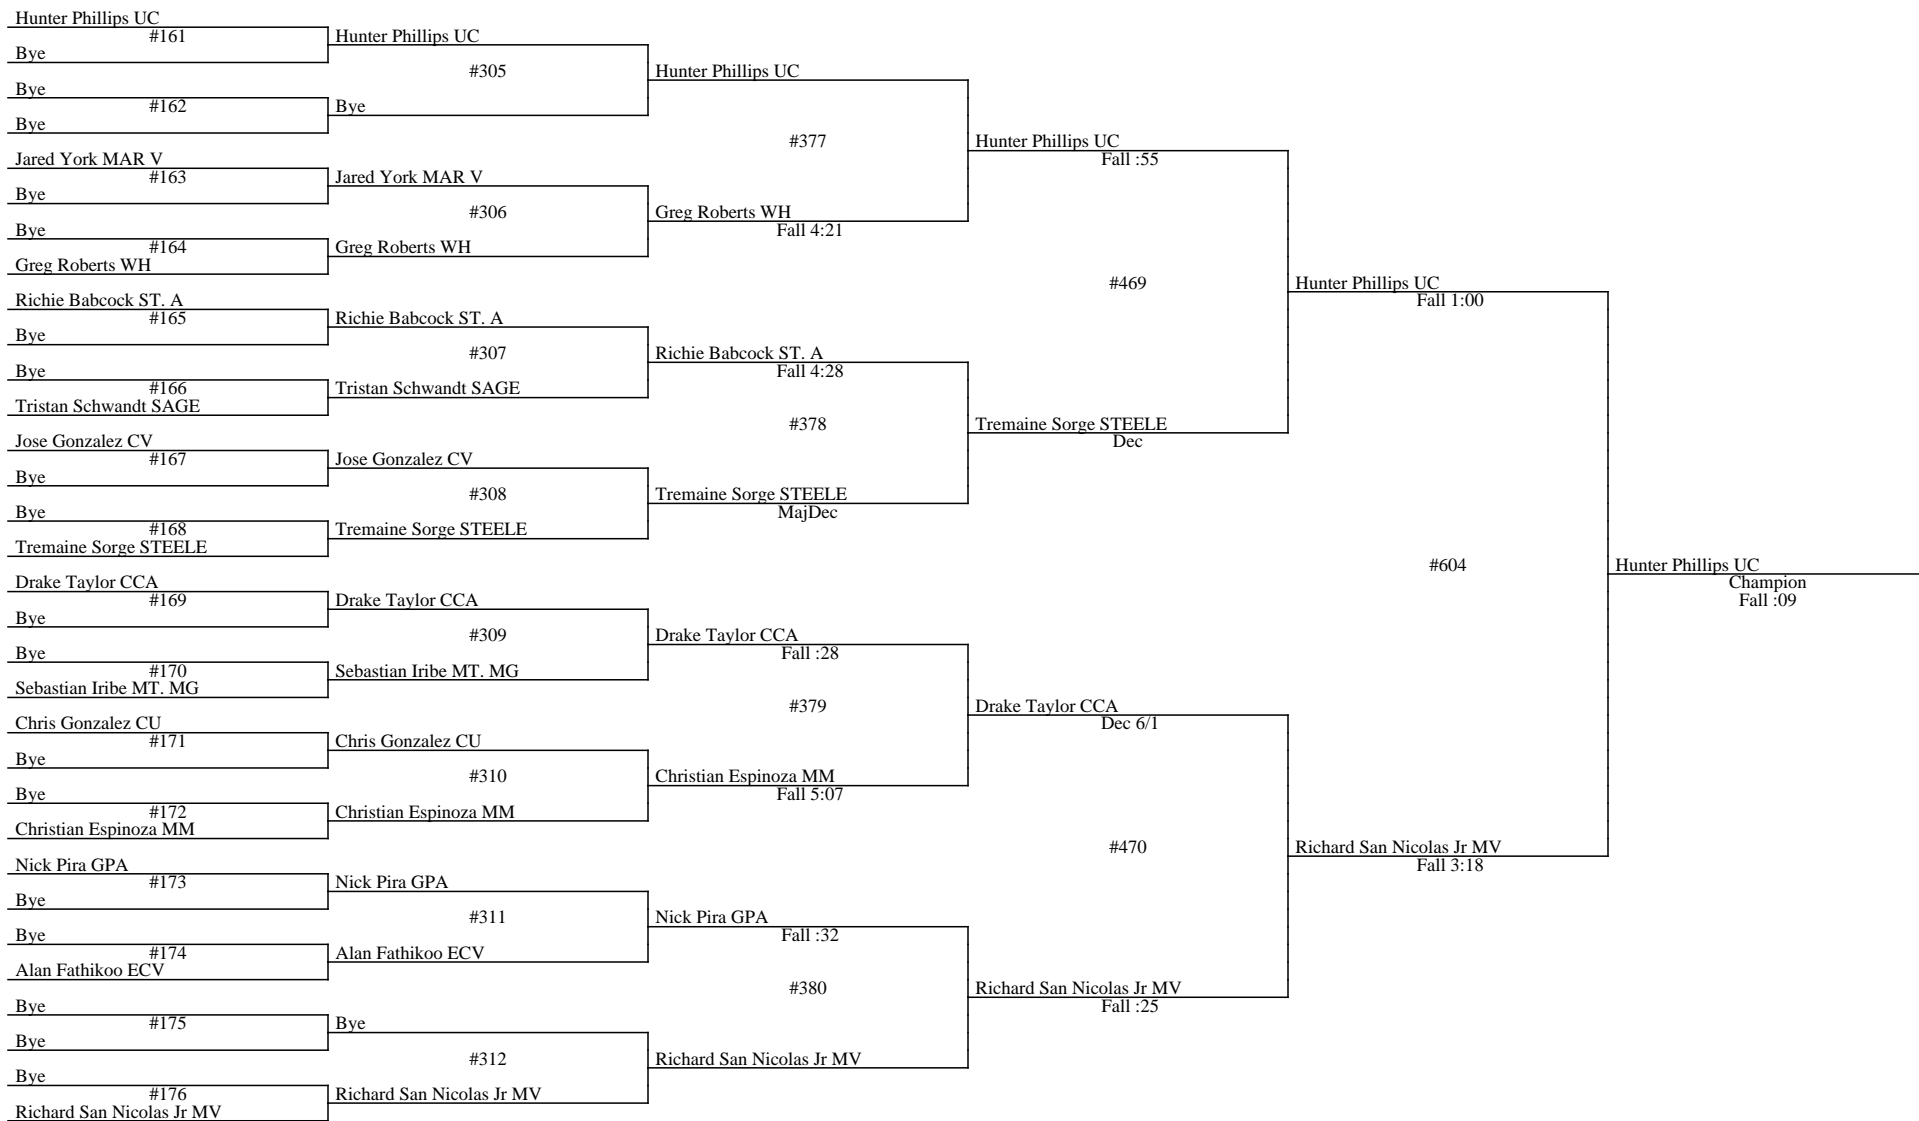 Hunter Phillips UC
#161
Bye
Bye
#162
Bye
Jared York MAR V
#163
Bye
Bye
#164
Greg Roberts WH
Richie Babcock ST. A
#165
Bye
Bye
#166
Tristan Schwandt SAGE
Jose Gonzalez CV
#167
Bye
Bye
#168
Tremaine Sorge STEELE
Drake Taylor CCA
#169
Bye
Bye
#170
Sebastian Iribe MT. MG
Chris Gonzalez CU
#171
Bye
Bye
#172
Christian Espinoza MM
Nick Pira GPA
#173
Bye
Bye
#174
Alan Fathikoo ECV
Bye
#175
Bye
Bye
#176
Richard San Nicolas Jr MV
Hunter Phillips UC
#305
Bye
Jared York MAR V
#306
Greg Roberts WH
Richie Babcock ST. A
#307
Tristan Schwandt SAGE
Jose Gonzalez CV
#308
Tremaine Sorge STEELE
Drake Taylor CCA
#309
Sebastian Iribe MT. MG
Chris Gonzalez CU
#310
Christian Espinoza MM
Nick Pira GPA
#311
Alan Fathikoo ECV
Bye
#312
Richard San Nicolas Jr MV
Hunter Phillips UC
#377
Greg Roberts WH
Fall 4:21
Richie Babcock ST. A
Fall 4:28
#378
Tremaine Sorge STEELE
MajDec
Drake Taylor CCA
Fall :28
#379
Christian Espinoza MM
Fall 5:07
Nick Pira GPA
Fall :32
#380
Richard San Nicolas Jr MV
Hunter Phillips UC
Fall :55
#469
Tremaine Sorge STEELE
Dec
Drake Taylor CCA
Dec 6/1
#470
Richard San Nicolas Jr MV
Fall :25
Hunter Phillips UC
Fall 1:00
#604
Richard San Nicolas Jr MV
Fall 3:18
Hunter Phillips UC
Champion
Fall :09